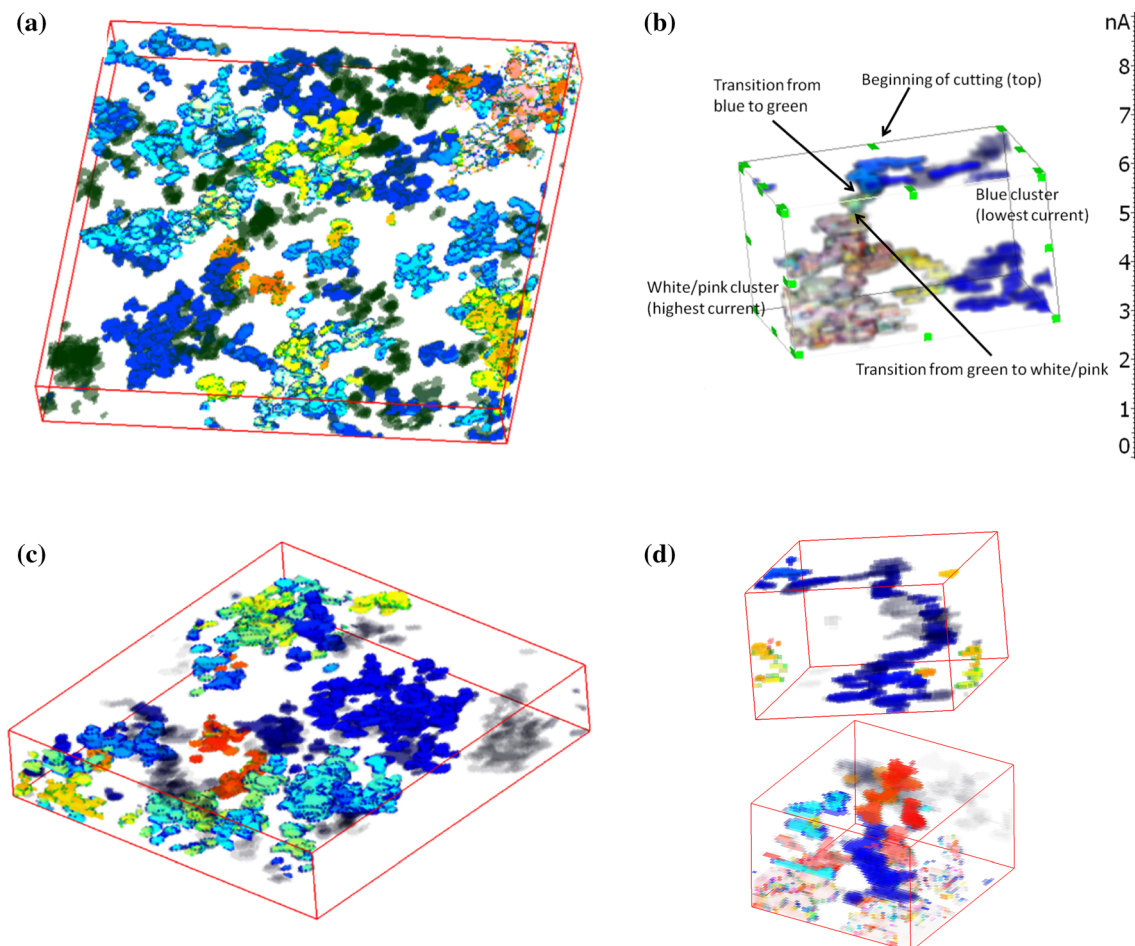 (a)
(b)
nA
8
7
6
5
4
3
2
1
0
Beginning of cutting (top)
Transition from
blue to green
Blue cluster
(lowest current)
White/pink cluster
(highest current)
Transition from green to white/pink
(c)
(d)